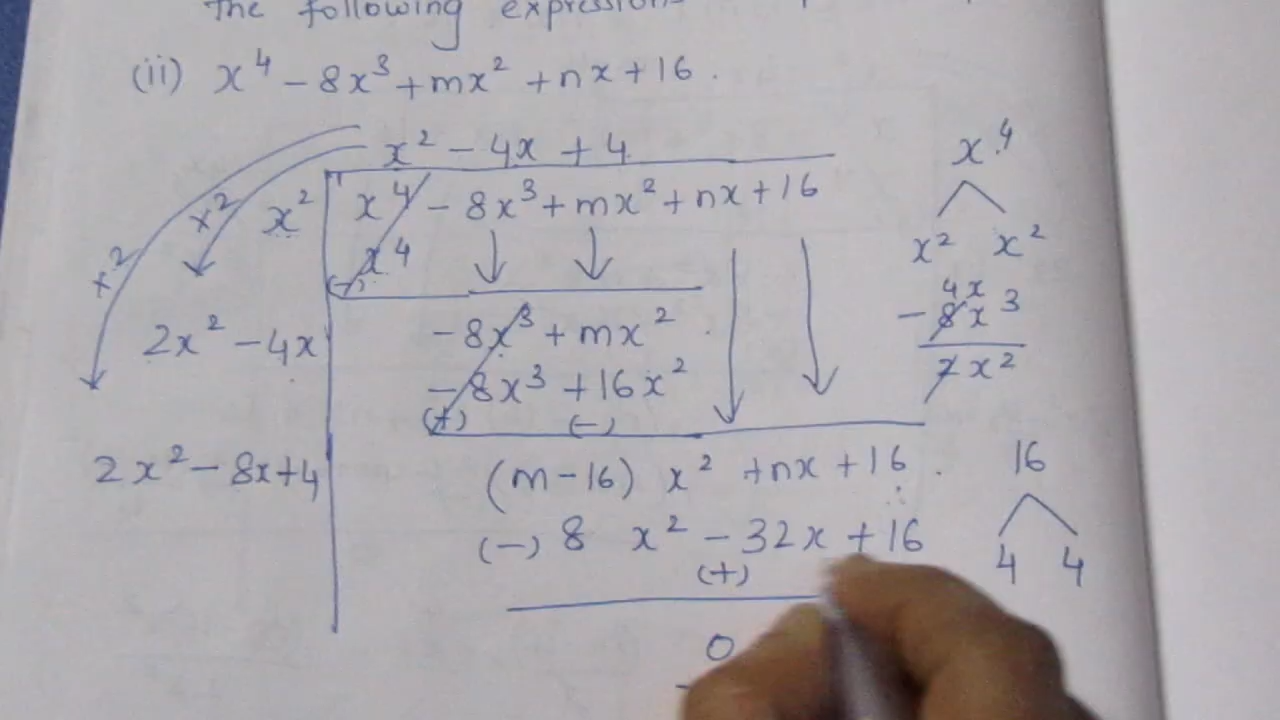 the following expression
(ii) x⁴ - 8x³ + mx² + nx + 16 .
x² - 4x + 4
x⁴
x² x⁴ - 8x³ + mx² + nx + 16
x² x² x⁴
x² x²
2x² - 4x -8x³ + mx² .
4x
- 8x³
2x²
-8x³ + 16x²
(+) (-)
2x² - 8x + 4 (m-16) x² + nx + 16 . 16
(-) 8 x² - 32x + 16
4 4
(+)
0